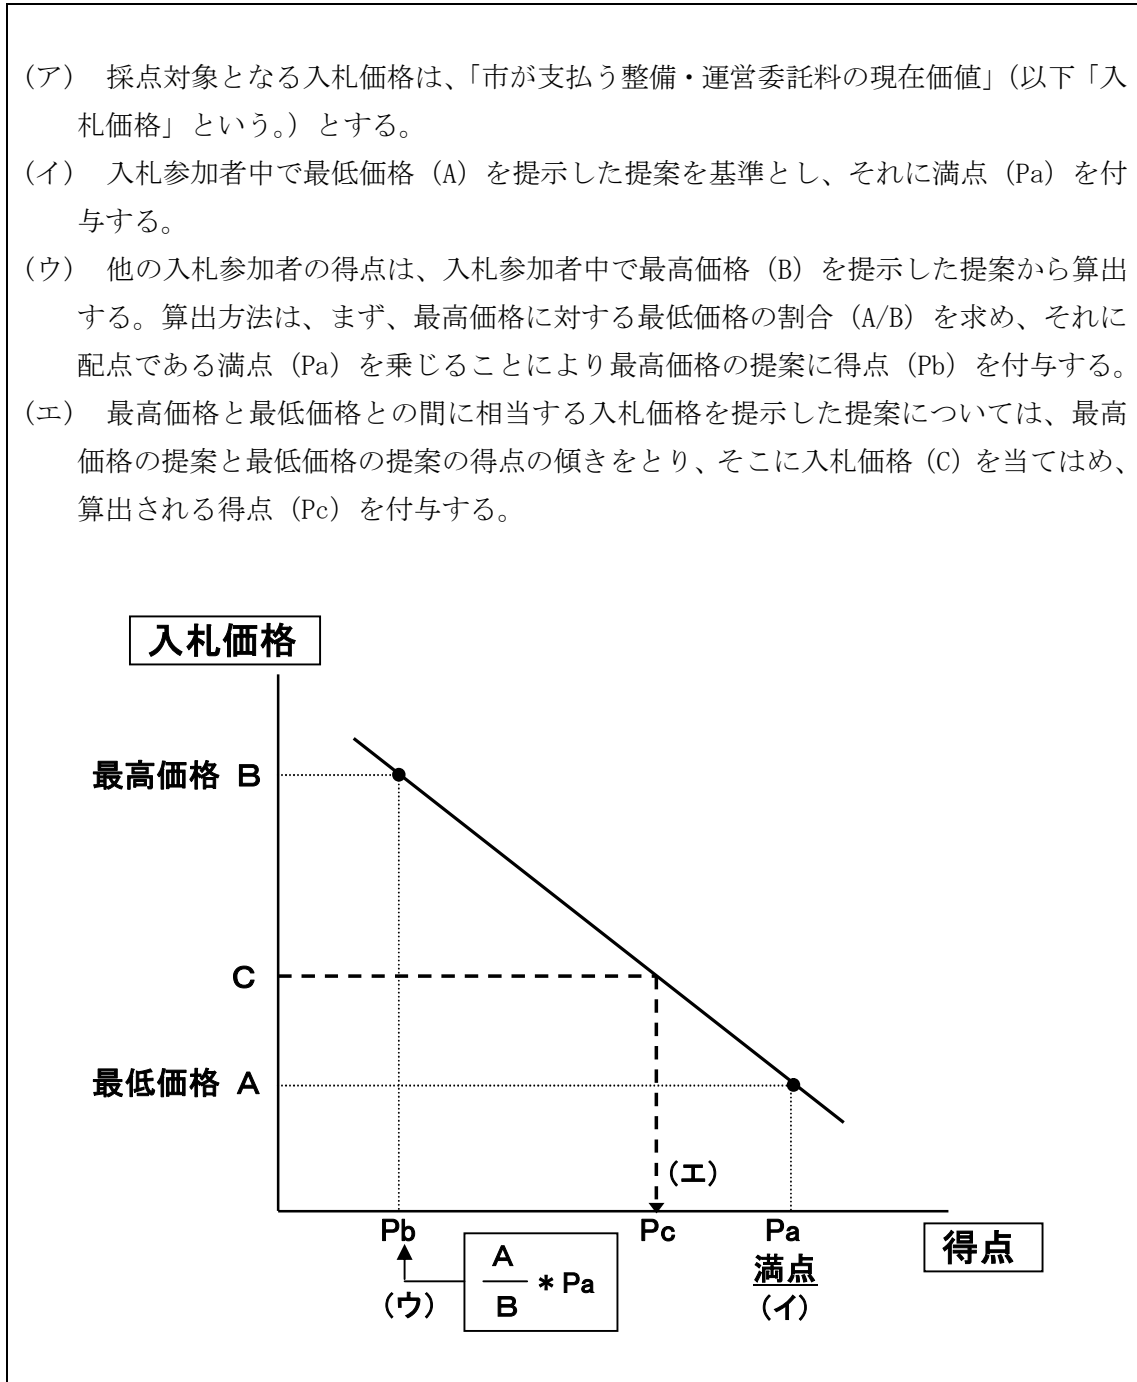 (ア) 採点対象となる入札価格は、「市が支払う整備・運営委託料の現在価値」(以下「入
札価格」という。)とする。
(イ) 入札参加者中で最低価格(A)を提示した提案を基準とし、それに満点(Pa)を付
与する。
(ウ) 他の入札参加者の得点は、入札参加者中で最高価格(B)を提示した提案から算出
する。算出方法は、まず、最高価格に対する最低価格の割合(A/B)を求め、それに
配点である満点(Pa)を乗じることにより最高価格の提案に得点(Pb)を付与する。
(エ) 最高価格と最低価格との間に相当する入札価格を提示した提案については、最高
価格の提案と最低価格の提案の得点の傾きをとり、そこに入札価格(C)を当てはめ、
算出される得点(Pc)を付与する。
入札価格
最高価格 B
C
最低価格 A
(エ)
Pb
Pc
Pa
得点
満点
(イ)
(ウ)
A
B
* Pa